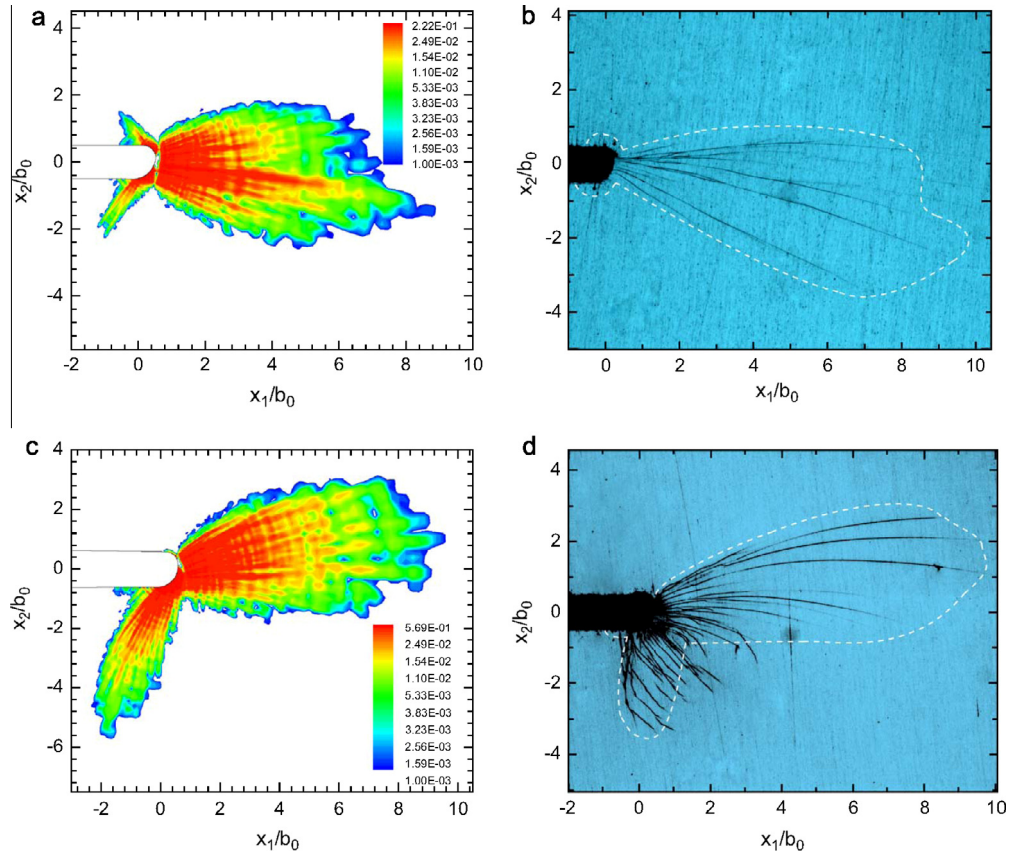 a
4
2
0
-2
-4
x2/b0
2.22E-01
2.49E-02
1.54E-02
1.10E-02
5.33E-03
3.83E-03
3.23E-03
2.56E-03
1.59E-03
1.00E-03
-2 0 2 4 6 8 10
x1/b0
b
4
2
0
-2
-4
x2/b0
0 2 4 6 8 10
x1/b0
c
4
2
0
-2
-4
-6
x2/b0
5.69E-01
2.49E-02
1.54E-02
1.10E-02
5.33E-03
3.23E-03
2.56E-03
1.59E-03
1.00E-03
-2 0 2 4 6 8 10
x1/b0
d
4
2
0
-2
-4
x2/b0
-2 0 2 4 6 8 10
x1/b0